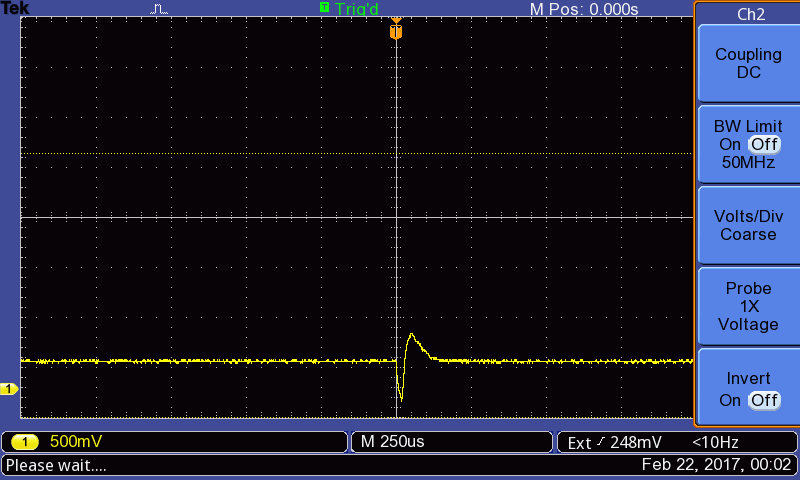 Tek
T Trig'd
M Pos: 0.000s
Ch2
T
Coupling
DC
BW Limit
On Off
50MHz
Volts/Div
Coarse
Probe
1X
Voltage
Invert
On Off
1
1 500mV
M 250us
Ext 248mV <10Hz
Please wait....
Feb 22, 2017, 00:02